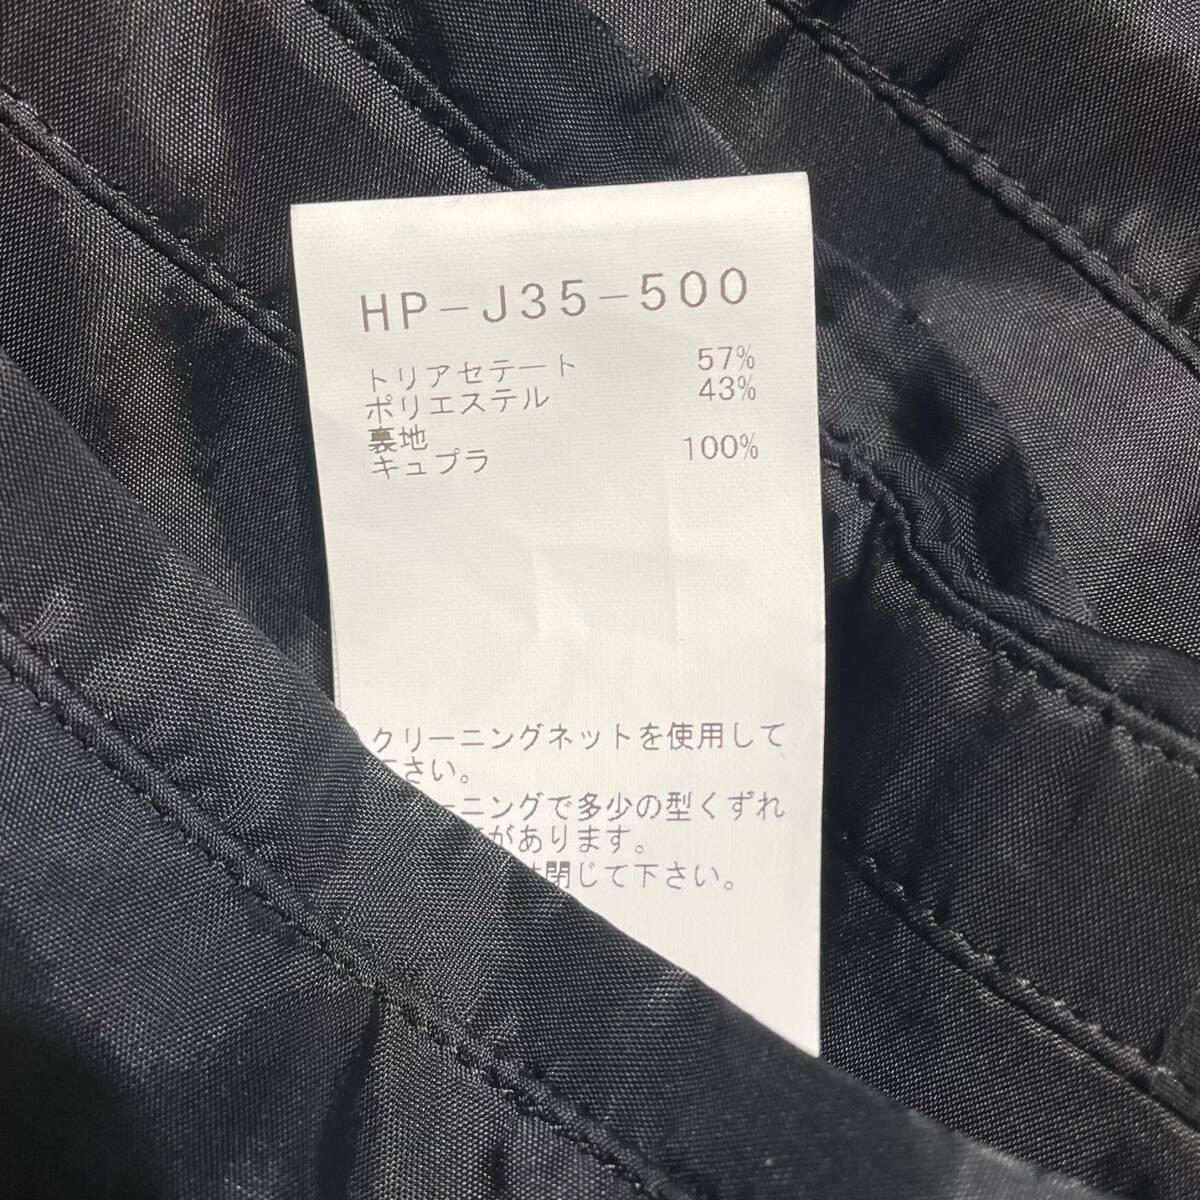 HP-J35-500
トリアセテート 57%
ポリエステル 43%
裏地
キュプラ 100%
クリーニングネットを使用して
さい。
ーニングで多少の型くずれ
があります。
閉じて下さい。